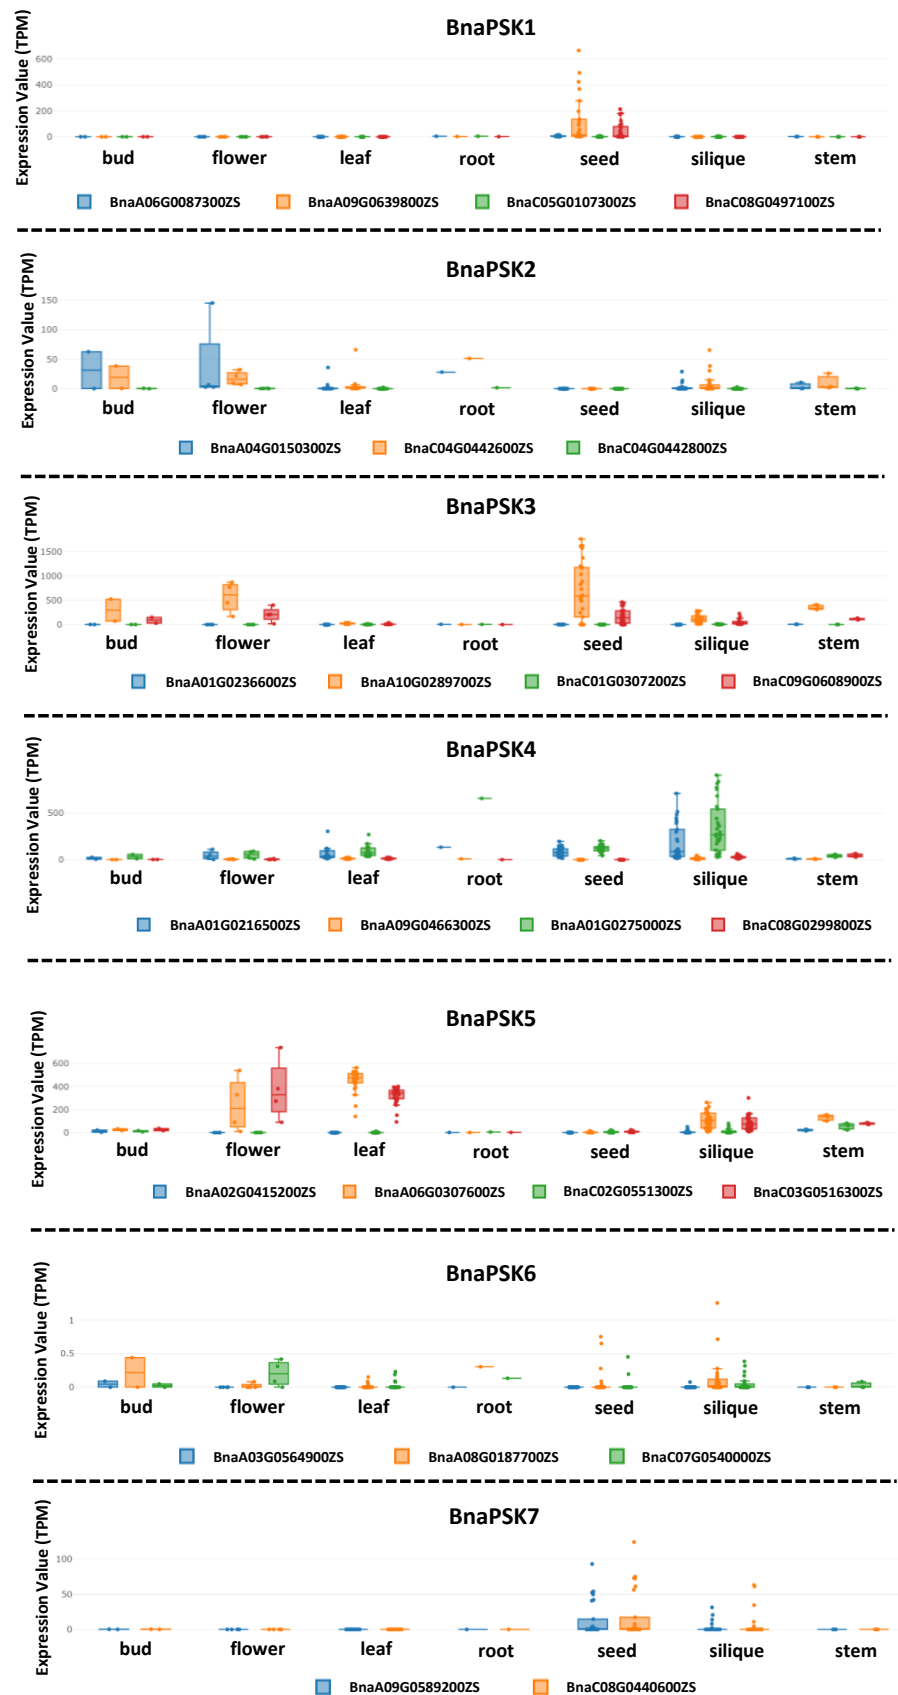 BnaPSK1
Expression Value (TPM)
600
400
200
0
bud flower leaf root seed silique stem
BnaA06G0087300ZS BnaA09G0639800ZS BnaC05G0107300ZS BnaC08G0497100ZS
BnaPSK2
Expression Value (TPM)
150
100
50
0
bud flower leaf root seed silique stem
BnaA04G0150300ZS BnaC04G0442600ZS BnaC04G0442800ZS
BnaPSK3
Expression Value (TPM)
1500
1000
500
0
bud flower leaf root seed silique stem
BnaA01G0236600ZS BnaA10G0289700ZS BnaC01G0307200ZS BnaC09G0608900ZS
BnaPSK4
Expression Value (TPM)
500
0
bud flower leaf root seed silique stem
BnaA01G0216500ZS BnaA09G0466300ZS BnaA01G0275000ZS BnaC08G0299800ZS
BnaPSK5
Expression Value (TPM)
600
400
200
0
bud flower leaf root seed silique stem
BnaA02G0415200ZS BnaA06G0307600ZS BnaC02G0551300ZS BnaC03G0516300ZS
BnaPSK6
Expression Value (TPM)
1
0.5
0
bud flower leaf root seed silique stem
BnaA03G0564900ZS BnaA08G0187700ZS BnaC07G0540000ZS
BnaPSK7
Expression Value (TPM)
100
50
0
bud flower leaf root seed silique stem
BnaA09G0589200ZS BnaC08G0440600ZS